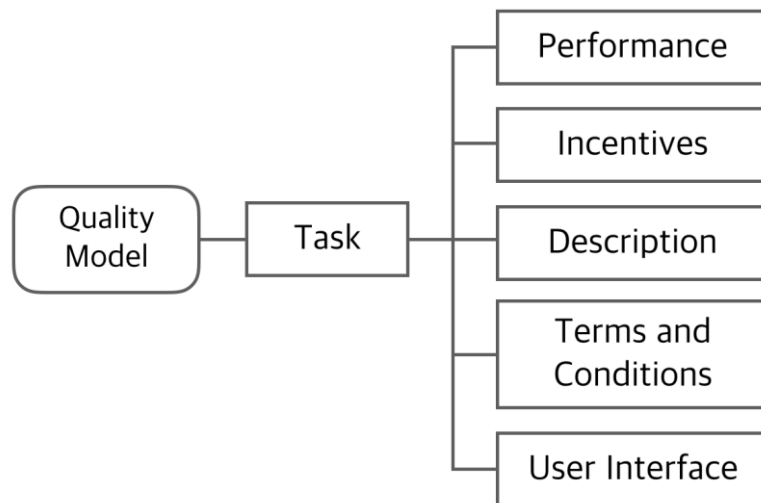 Performance
Incentives
Quality
Model
Task
Description
Terms and
Conditions
User Interface